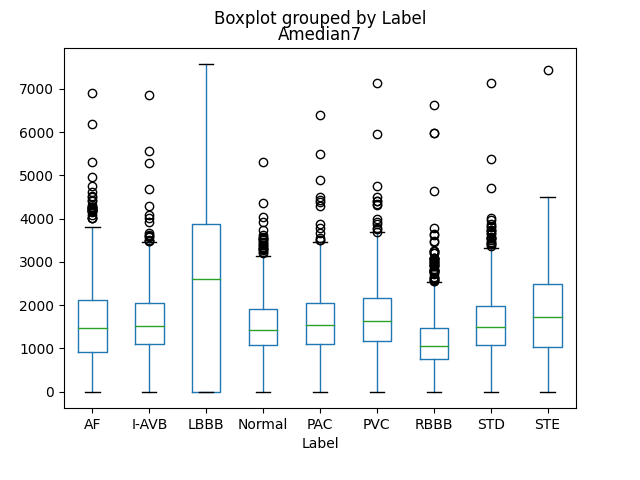 Boxplot grouped by Label
Amedian7
7000
6000
5000
4000
3000
2000
1000
0
AF I-AVB LBBB Normal PAC PVC RBBB STD STE
Label